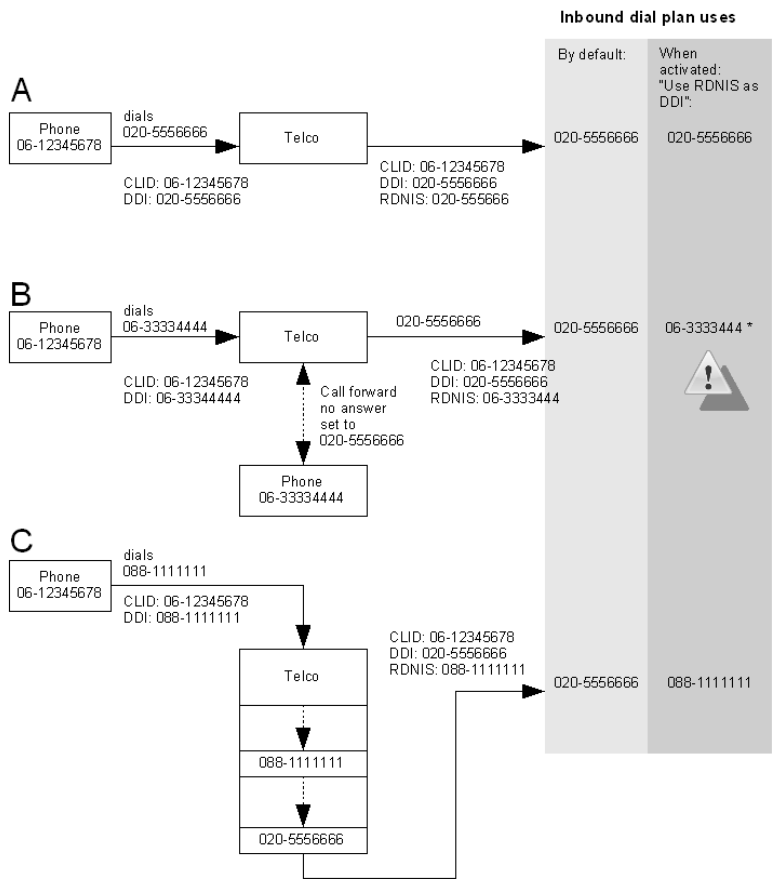 Inbound dial plan uses
By default:
When
activated:
"Use RDNIS as
DDI":
A
Phone
06-12345678
dials
020-5556666
CLID: 06-12345678
DDI: 020-5556666
Telco
CLID: 06-12345678
DDI: 020-5556666
RDNIS: 020-555666
020-5556666
020-5556666
B
Phone
06-12345678
dials
06-33334444
CLID: 06-12345678
DDI: 06-33344444
Telco
020-5556666
CLID: 06-12345678
DDI: 020-5556666
RDNIS: 06-3333444
020-5556666
06-3333444 *
!
Call forward
no answer
set to
020-5556666
Phone
06-33334444
C
Phone
06-12345678
dials
088-1111111
CLID: 06-12345678
DDI: 088-1111111
Telco
088-1111111
020-5556666
CLID: 06-12345678
DDI: 020-5556666
RDNIS: 088-1111111
020-5556666
088-1111111